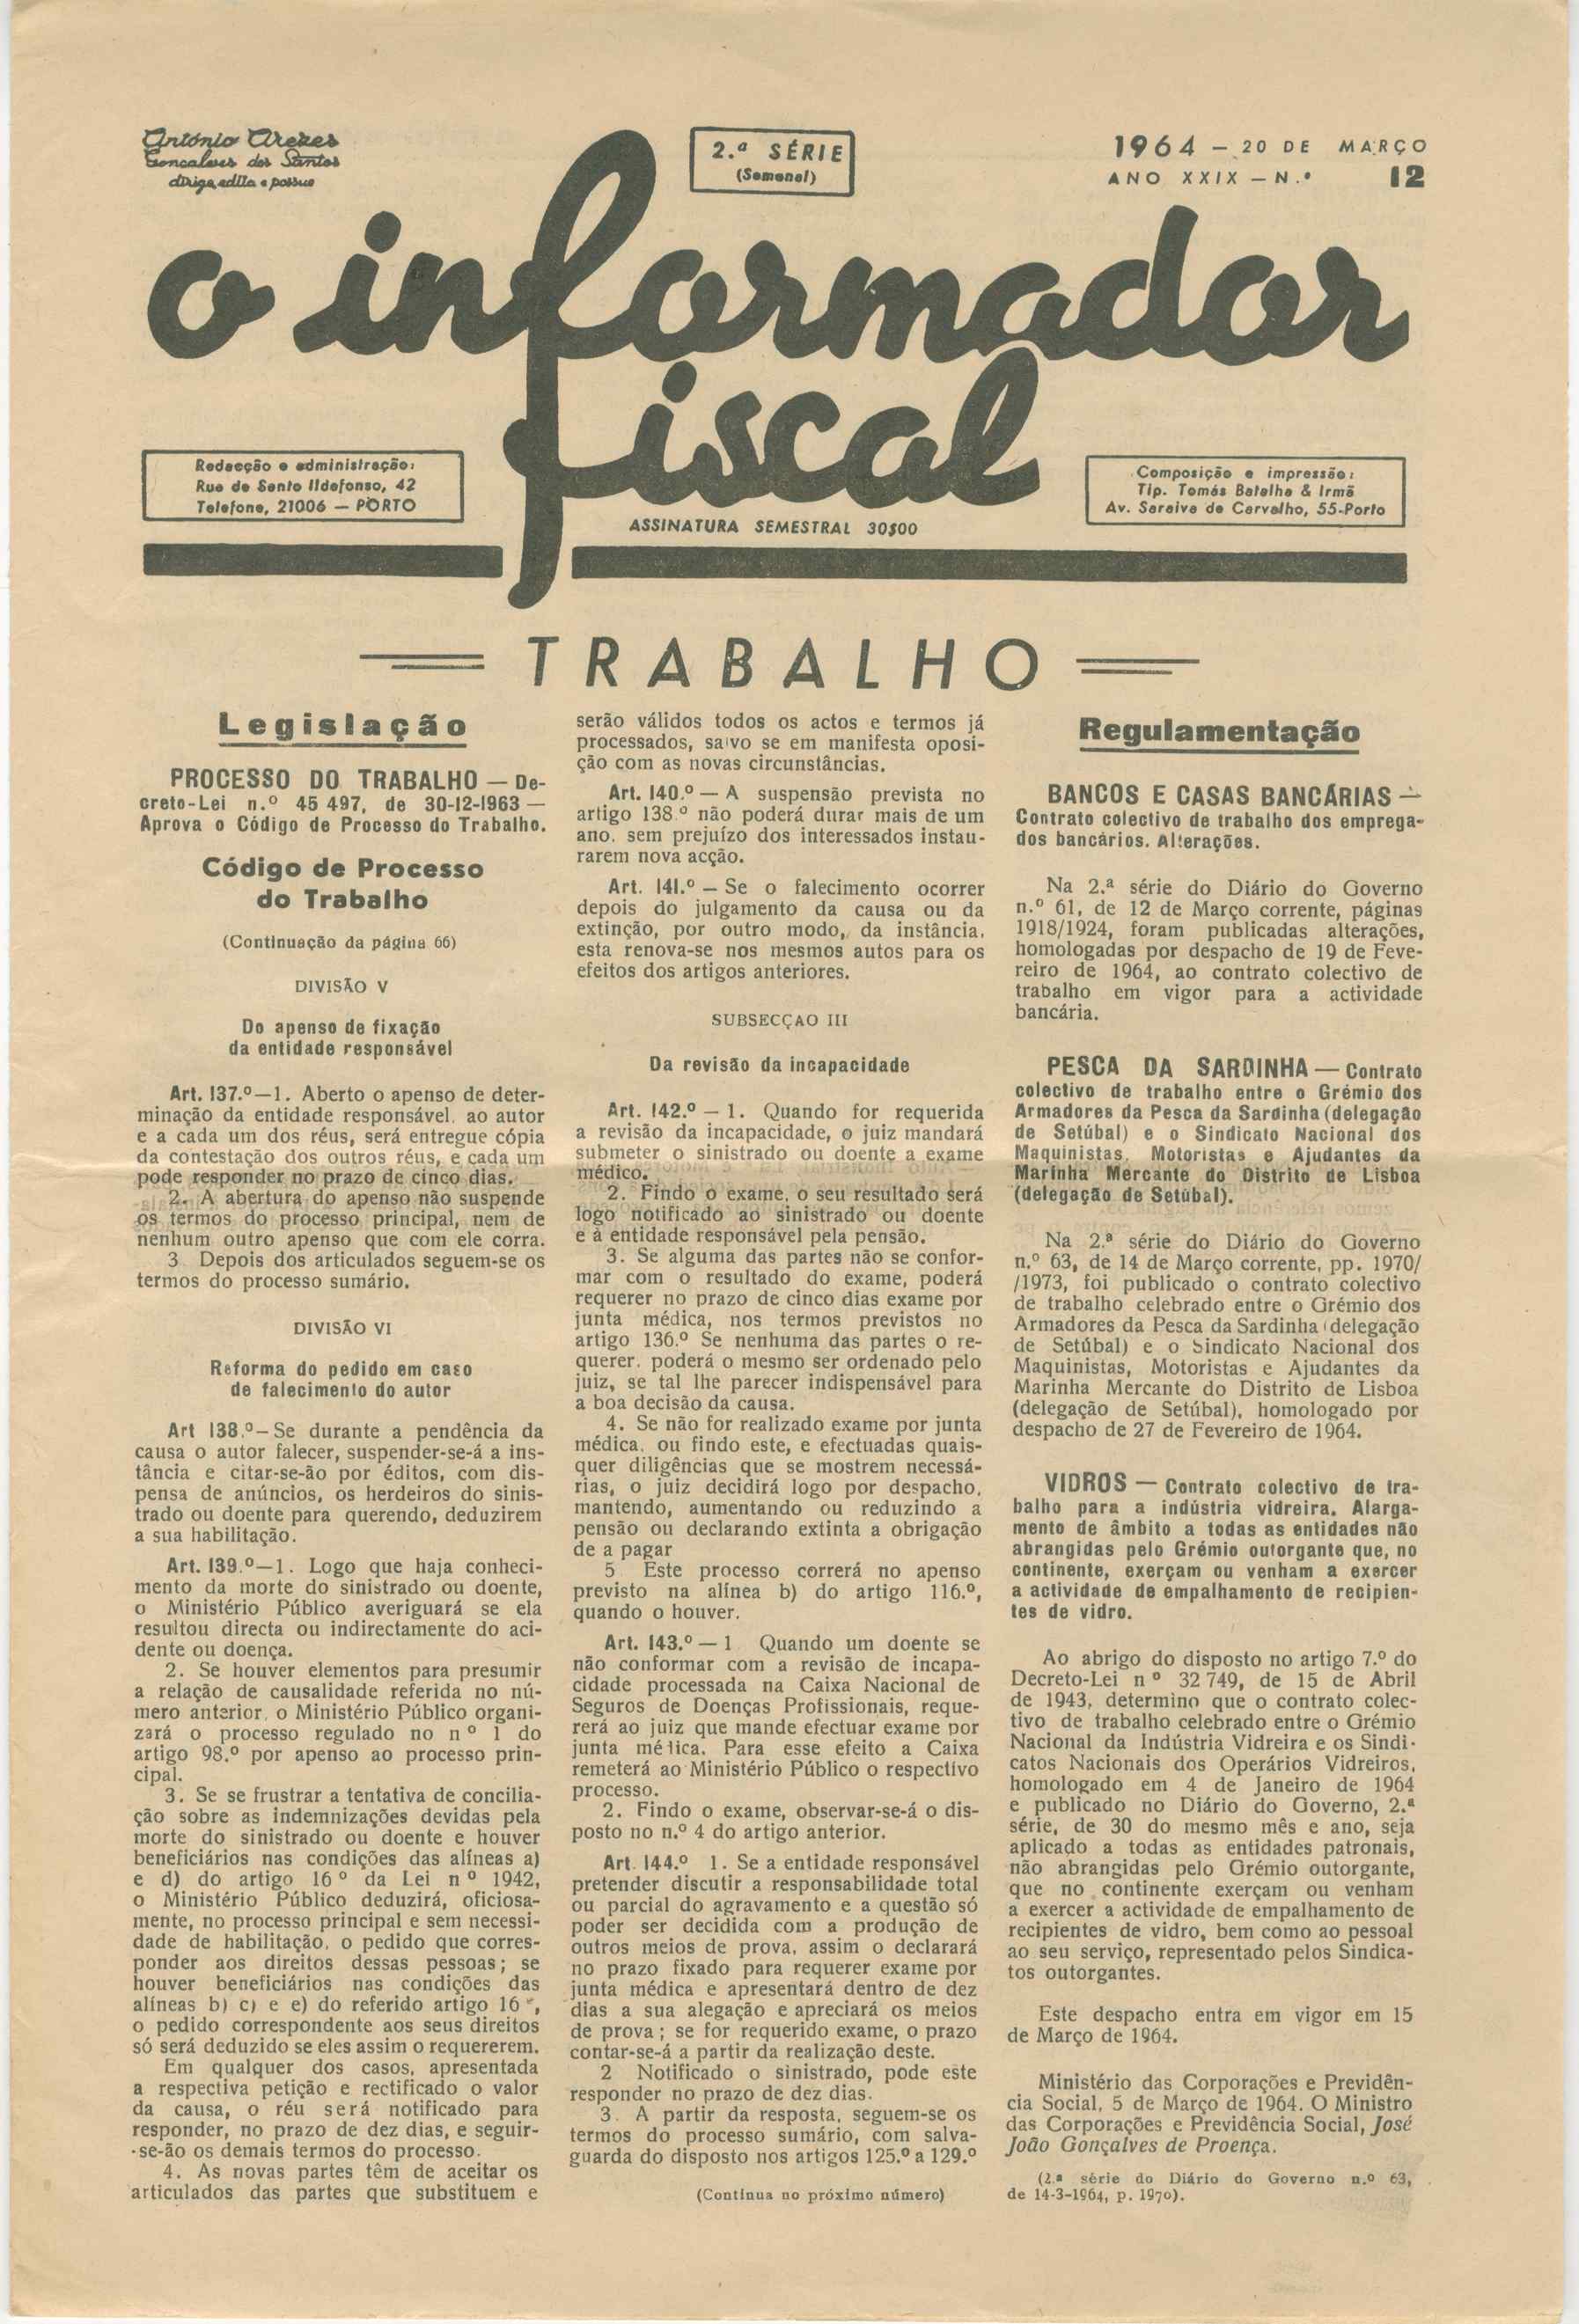 António Arezes
Gonçalves dos Santos
dirige, edita e possue
2.ª SÉRIE
(Semanal)
1964 — 20 DE MARÇO
ANO XXIX — N.º 12
o informador
fiscal
Redacção e administração:
Rua de Santo Ildefonso, 42
Telefone, 21006 — PORTO
ASSINATURA SEMESTRAL 30$00
Composição e impressão:
Tip. Tomás Batalha & Irmã
Av. Saraiva de Carvalho, 55-Porto
TRABALHO
Legislação
PROCESSO DO TRABALHO — De-
creto-Lei n.º 45 497, de 30-12-1963 —
Aprova o Código de Processo do Trabalho.
Código de Processo
do Trabalho
(Continuação da página 66)
DIVISÃO V
Do apenso de fixação
da entidade responsável
Art. 137.º—1. Aberto o apenso de deter-
minação da entidade responsável. ao autor
e a cada um dos réus, será entregue cópia
da contestação dos outros réus, e cada um
pode responder no prazo de cinco dias.
2. A abertura do apenso não suspende
os termos do processo principal, nem de
nenhum outro apenso que com ele corra.
3 Depois dos articulados seguem-se os
termos do processo sumário.
DIVISÃO VI
Reforma do pedido em caso
de falecimento do autor
Art 138.º—Se durante a pendência da
causa o autor falecer, suspender-se-á a ins-
tância e citar-se-ão por éditos, com dis-
pensa de anúncios, os herdeiros do sinis-
trado ou doente para querendo, deduzirem
a sua habilitação.
Art. 139.º—1. Logo que haja conheci-
mento da morte do sinistrado ou doente,
o Ministério Público averiguará se ela
resultou directa ou indirectamente do aci-
dente ou doença.
2. Se houver elementos para presumir
a relação de causalidade referida no nú-
mero anterior, o Ministério Público organi-
zará o processo regulado no n º 1 do
artigo 98.º por apenso ao processo prin-
cipal.
3. Se se frustrar a tentativa de concilia-
ção sobre as indemnizações devidas pela
morte do sinistrado ou doente e houver
beneficiários nas condições das alíneas a)
e d) do artigo 16 º da Lei n º 1942,
o Ministério Público deduzirá, oficiosa-
mente, no processo principal e sem necessi-
dade de habilitação, o pedido que corres-
ponder aos direitos dessas pessoas; se
houver beneficiários nas condições das
alíneas b) c) e e) do referido artigo 16 º,
o pedido correspondente aos seus direitos
só será deduzido se eles assim o requererem.
Em qualquer dos casos, apresentada
a respectiva petição e rectificado o valor
da causa, o réu será notificado para
responder, no prazo de dez dias, e seguir-
-se-ão os demais termos do processo.
4. As novas partes têm de aceitar os
articulados das partes que substituem e
serão válidos todos os actos e termos já
processados, salvo se em manifesta oposi-
ção com as novas circunstâncias.
Art. 140.º — A suspensão prevista no
artigo 138 º não poderá durar mais de um
ano, sem prejuízo dos interessados instau-
rarem nova acção.
Art. 141.º — Se o falecimento ocorrer
depois do julgamento da causa ou da
extinção, por outro modo, da instância,
esta renova-se nos mesmos autos para os
efeitos dos artigos anteriores.
SUBSECÇAO III
Da revisão da incapacidade
Art. 142.º — 1. Quando for requerida
a revisão da incapacidade, o juiz mandará
submeter o sinistrado ou doente a exame
médico.
2. Findo o exame, o seu resultado será
logo notificado ao sinistrado ou doente
e à entidade responsável pela pensão.
3. Se alguma das partes não se confor-
mar com o resultado do exame, poderá
requerer no prazo de cinco dias exame por
junta médica, nos termos previstos no
artigo 136.º Se nenhuma das partes o re-
querer, poderá o mesmo ser ordenado pelo
juiz, se tal lhe parecer indispensável para
a boa decisão da causa.
4. Se não for realizado exame por junta
médica, ou findo este, e efectuadas quais-
quer diligências que se mostrem necessá-
rias, o juiz decidirá logo por despacho,
mantendo, aumentando ou reduzindo a
pensão ou declarando extinta a obrigação
de a pagar
5 Este processo correrá no apenso
previsto na alínea b) do artigo 116.º,
quando o houver.
Art. 143.º — 1 Quando um doente se
não conformar com a revisão de incapa-
cidade processada na Caixa Nacional de
Seguros de Doenças Profissionais, reque-
rerá ao juiz que mande efectuar exame por
junta médica. Para esse efeito a Caixa
remeterá ao Ministério Público o respectivo
processo.
2. Findo o exame, observar-se-á o dis-
posto no n.º 4 do artigo anterior.
Art. 144.º 1. Se a entidade responsável
pretender discutir a responsabilidade total
ou parcial do agravamento e a questão só
poder ser decidida com a produção de
outros meios de prova, assim o declarará
no prazo fixado para requerer exame por
junta médica e apresentará dentro de dez
dias a sua alegação e apreciará os meios
de prova; se for requerido exame, o prazo
contar-se-á a partir da realização deste.
2 Notificado o sinistrado, pode este
responder no prazo de dez dias.
3. A partir da resposta, seguem-se os
termos do processo sumário, com salva-
guarda do disposto nos artigos 125.º a 129.º
(Continua no próximo número)
Regulamentação
BANCOS E CASAS BANCÁRIAS —
Contrato colectivo de trabalho dos emprega-
dos bancários. Alterações.
Na 2.ª série do Diário do Governo
n.º 61, de 12 de Março corrente, páginas
1918/1924, foram publicadas alterações,
homologadas por despacho de 19 de Feve-
reiro de 1964, ao contrato colectivo de
trabalho em vigor para a actividade
bancária.
PESCA DA SARDINHA — Contrato
colectivo de trabalho entre o Grémio dos
Armadores da Pesca da Sardinha (delegação
de Setúbal) e o Sindicato Nacional dos
Maquinistas, Motoristas e Ajudantes da
Marinha Mercante do Distrito de Lisboa
(delegação de Setúbal).
Na 2.ª série do Diário do Governo
n.º 63, de 14 de Março corrente, pp. 1970/
/1973, foi publicado o contrato colectivo
de trabalho celebrado entre o Grémio dos
Armadores da Pesca da Sardinha (delegação
de Setúbal) e o Sindicato Nacional dos
Maquinistas, Motoristas e Ajudantes da
Marinha Mercante do Distrito de Lisboa
(delegação de Setúbal), homologado por
despacho de 27 de Fevereiro de 1964.
VIDROS — Contrato colectivo de tra-
balho para a indústria vidreira. Alarga-
mento de âmbito a todas as entidades não
abrangidas pelo Grémio outorgante que, no
continente, exerçam ou venham a exercer
a actividade de empalhamento de recipien-
tes de vidro.
Ao abrigo do disposto no artigo 7.º do
Decreto-Lei n º 32 749, de 15 de Abril
de 1943, determino que o contrato colec-
tivo de trabalho celebrado entre o Grémio
Nacional da Indústria Vidreira e os Sindi-
catos Nacionais dos Operários Vidreiros,
homologado em 4 de Janeiro de 1964
e publicado no Diário do Governo, 2.ª
série, de 30 do mesmo mês e ano, seja
aplicado a todas as entidades patronais,
não abrangidas pelo Grémio outorgante,
que no continente exerçam ou venham
a exercer a actividade de empalhamento de
recipientes de vidro, bem como ao pessoal
ao seu serviço, representado pelos Sindica-
tos outorgantes.
Este despacho entra em vigor em 15
de Março de 1964.
Ministério das Corporações e Previdên-
cia Social, 5 de Março de 1964. O Ministro
das Corporações e Previdência Social, José
João Gonçalves de Proença.
(2.ª série do Diário do Governo n.º 63,
de 14-3-1964, p. 1970).